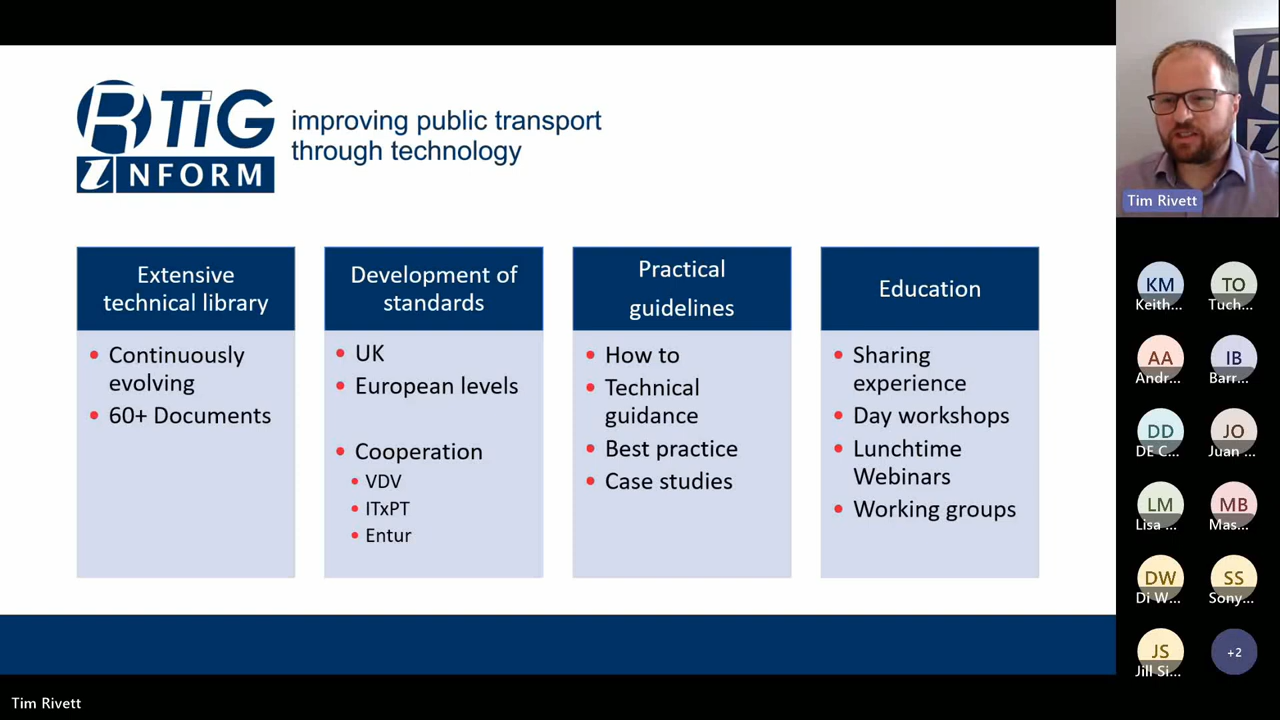 RTiG
iNFORM
improving public transport
through technology
Extensive
technical library
• Continuously
evolving
• 60+ Documents
Development of
standards
• UK
• European levels
• Cooperation
• VDV
• ITxPT
• Entur
Practical
guidelines
• How to
• Technical
guidance
• Best practice
• Case studies
Education
• Sharing
experience
• Day workshops
• Lunchtime
Webinars
• Working groups
Tim Rivett
KM
Keith...
TO
Tuch...
AA
Andr...
IB
Barr...
DD
DE C...
JO
Juan ...
LM
Lisa ...
MB
Mas...
DW
Di W...
SS
Sony...
JS
Jill Si...
+2
Tim Rivett